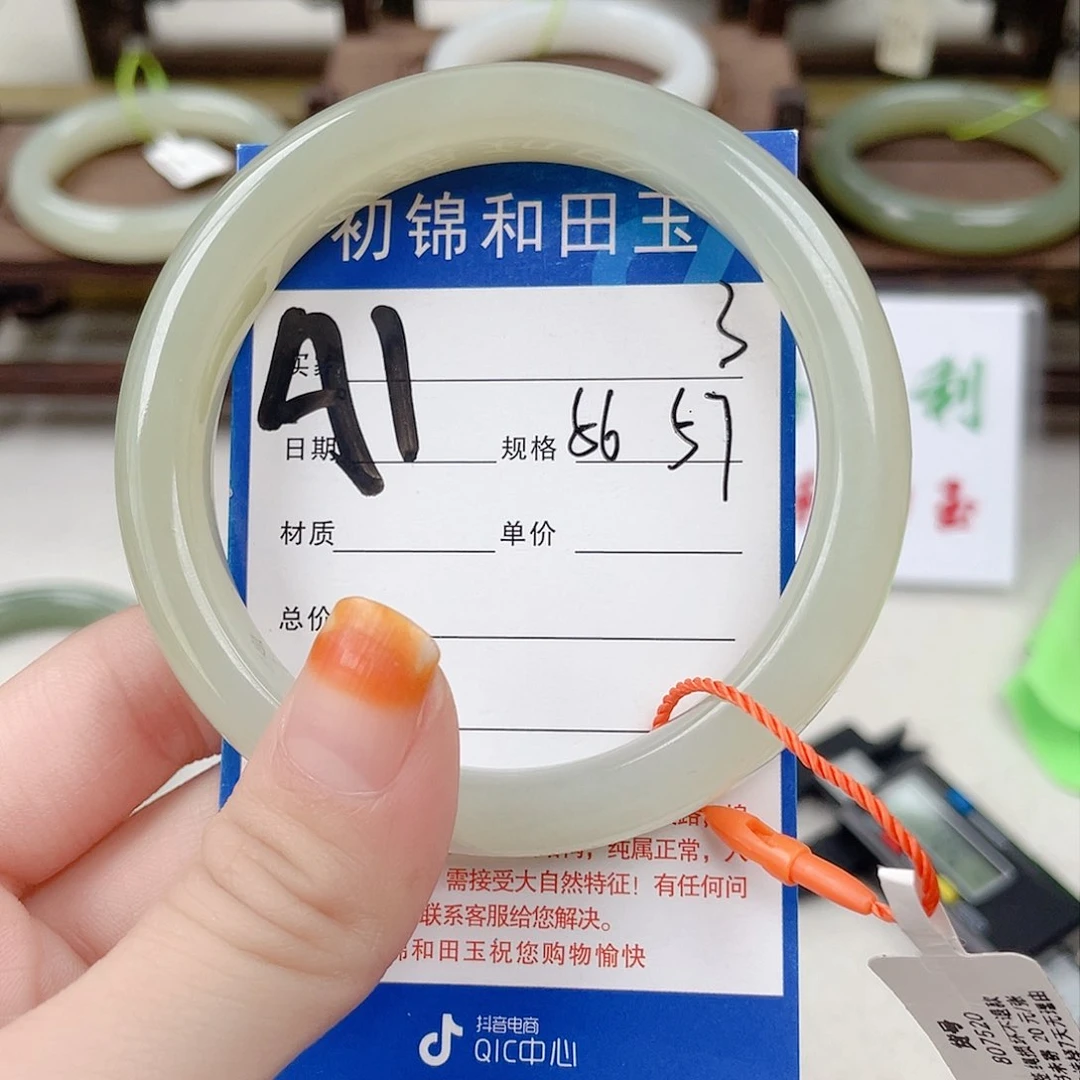 初锦和田玉
A1
3
日期
规格 56 57
材质
单价
总价
纯属正常,人
需接受大自然特征!有任何问
联系客服给您解决。
锦和田玉祝您购物愉快
抖音电商
QIC中心
利
玉
807520